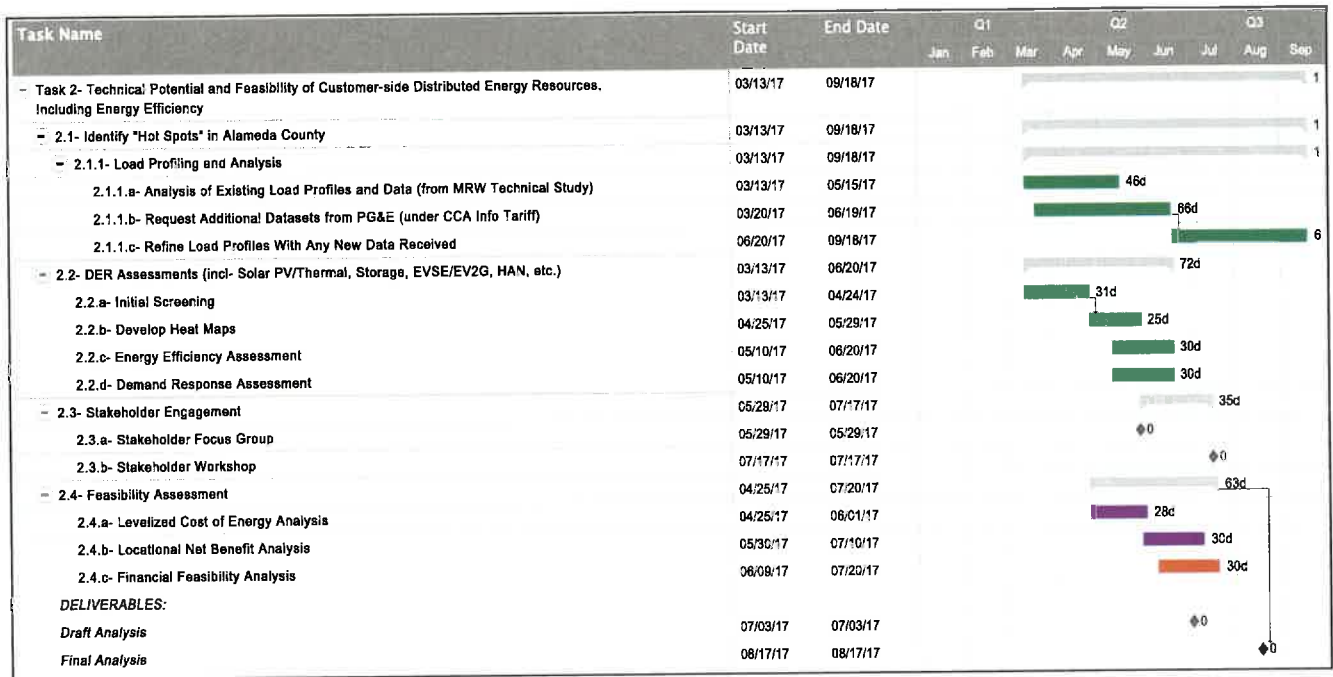 Task Name Start Date End Date Q1 Q2 Q3
Jan Feb Mar Apr May Jun Jul Aug Sep
− Task 2- Technical Potential and Feasibility of Customer-side Distributed Energy Resources, 03/13/17 09/18/17 1
Including Energy Efficiency
− 2.1- Identify "Hot Spots" in Alameda County 03/13/17 09/18/17 1
− 2.1.1- Load Profiling and Analysis 03/13/17 09/18/17 1
2.1.1.a- Analysis of Existing Load Profiles and Data (from MRW Technical Study) 03/13/17 05/15/17 46d
2.1.1.b- Request Additional Datasets from PG&E (under CCA Info Tariff) 03/20/17 06/19/17 66d
2.1.1.c- Refine Load Profiles With Any New Data Received 06/20/17 09/18/17 6
− 2.2- DER Assessments (incl- Solar PV/Thermal, Storage, EVSE/EV2G, HAN, etc.) 03/13/17 06/20/17 72d
2.2.a- Initial Screening 03/13/17 04/24/17 31d
2.2.b- Develop Heat Maps 04/25/17 05/29/17 25d
2.2.c- Energy Efficiency Assessment 05/10/17 06/20/17 30d
2.2.d- Demand Response Assessment 05/10/17 06/20/17 30d
− 2.3- Stakeholder Engagement 05/29/17 07/17/17 35d
2.3.a- Stakeholder Focus Group 05/29/17 05/29/17 0
2.3.b- Stakeholder Workshop 07/17/17 07/17/17 0
− 2.4- Feasibility Assessment 04/25/17 07/20/17 63d
2.4.a- Levelized Cost of Energy Analysis 04/25/17 06/01/17 28d
2.4.b- Locational Net Benefit Analysis 05/30/17 07/10/17 30d
2.4.c- Financial Feasibility Analysis 06/09/17 07/20/17 30d
DELIVERABLES:
Draft Analysis 07/03/17 07/03/17 0
Final Analysis 08/17/17 08/17/17 0